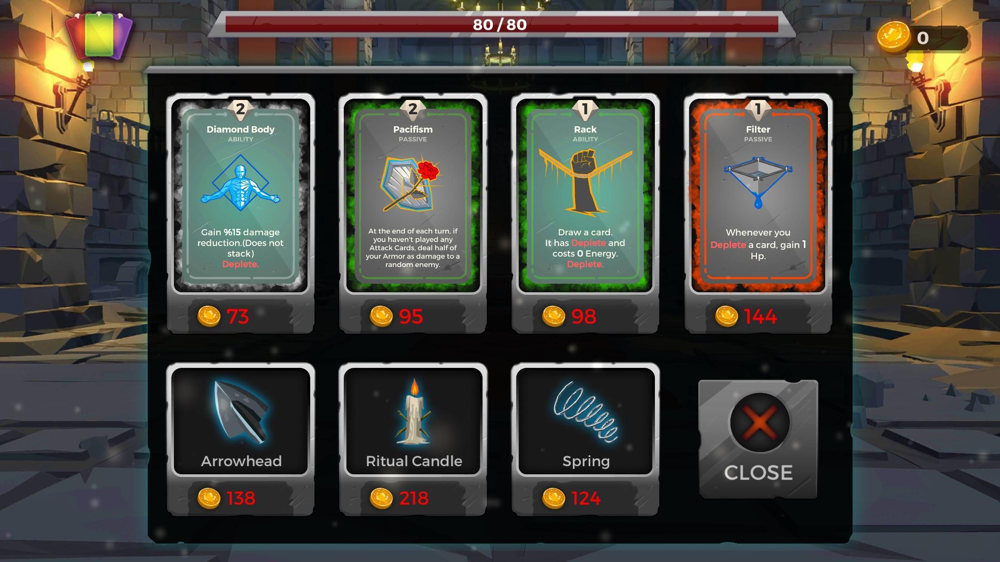 80 / 80
0
2
Diamond Body
ABILITY
Gain %15 damage
reduction.(Does not
stack)
Deplete.
73
2
Pacifism
PASSIVE
At the end of each turn, if
you haven't played any
Attack Cards, deal half of
your Armor as damage to a
random enemy.
95
1
Rack
ABILITY
Draw a card.
It has Deplete and
costs 0 Energy.
Deplete.
98
1
Filter
PASSIVE
Whenever you
Deplete a card, gain 1
Hp.
144
Arrowhead
138
Ritual Candle
218
Spring
124
CLOSE